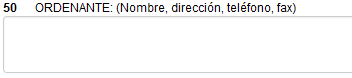 50 ORDENANTE: (Nombre, dirección, teléfono, fax)